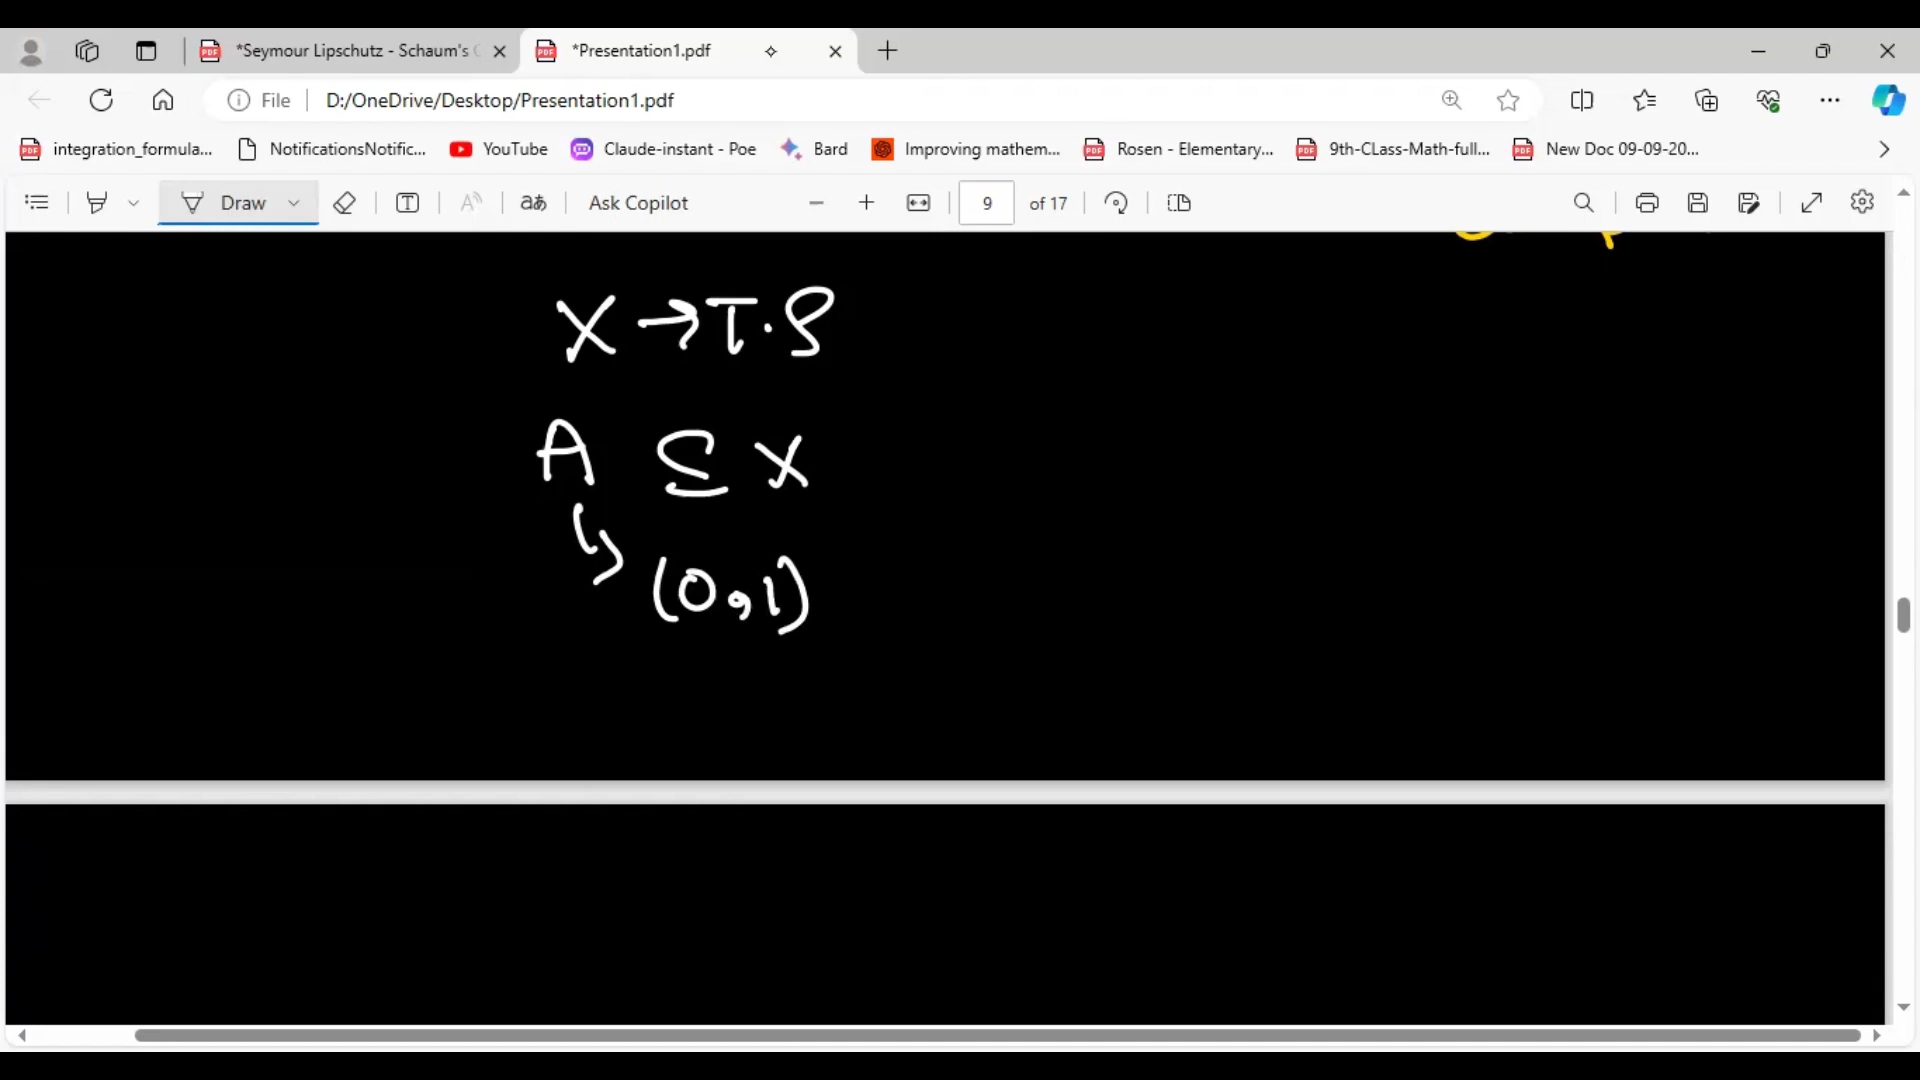 *Seymour Lipschutz - Schaum's
*Presentation1.pdf
File D:/OneDrive/Desktop/Presentation1.pdf
integration_formula... NotificationsNotific... YouTube Claude-instant - Poe Bard Improving mathem... Rosen - Elementary... 9th-CLass-Math-full... New Doc 09-09-20...
Draw Ask Copilot 9 of 17
X → T.S
A ⊆ X
↳ (0,1)